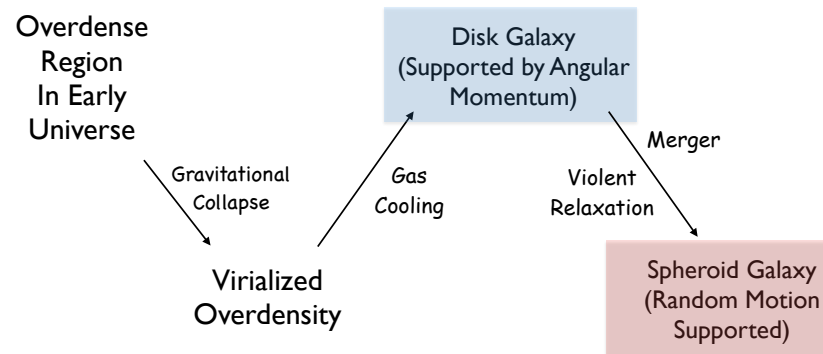 Overdense
Region
In Early
Universe
Gravitational
Collapse
Virialized
Overdensity
Gas
Cooling
Disk Galaxy
(Supported by Angular
Momentum)
Merger
Violent
Relaxation
Spheroid Galaxy
(Random Motion
Supported)